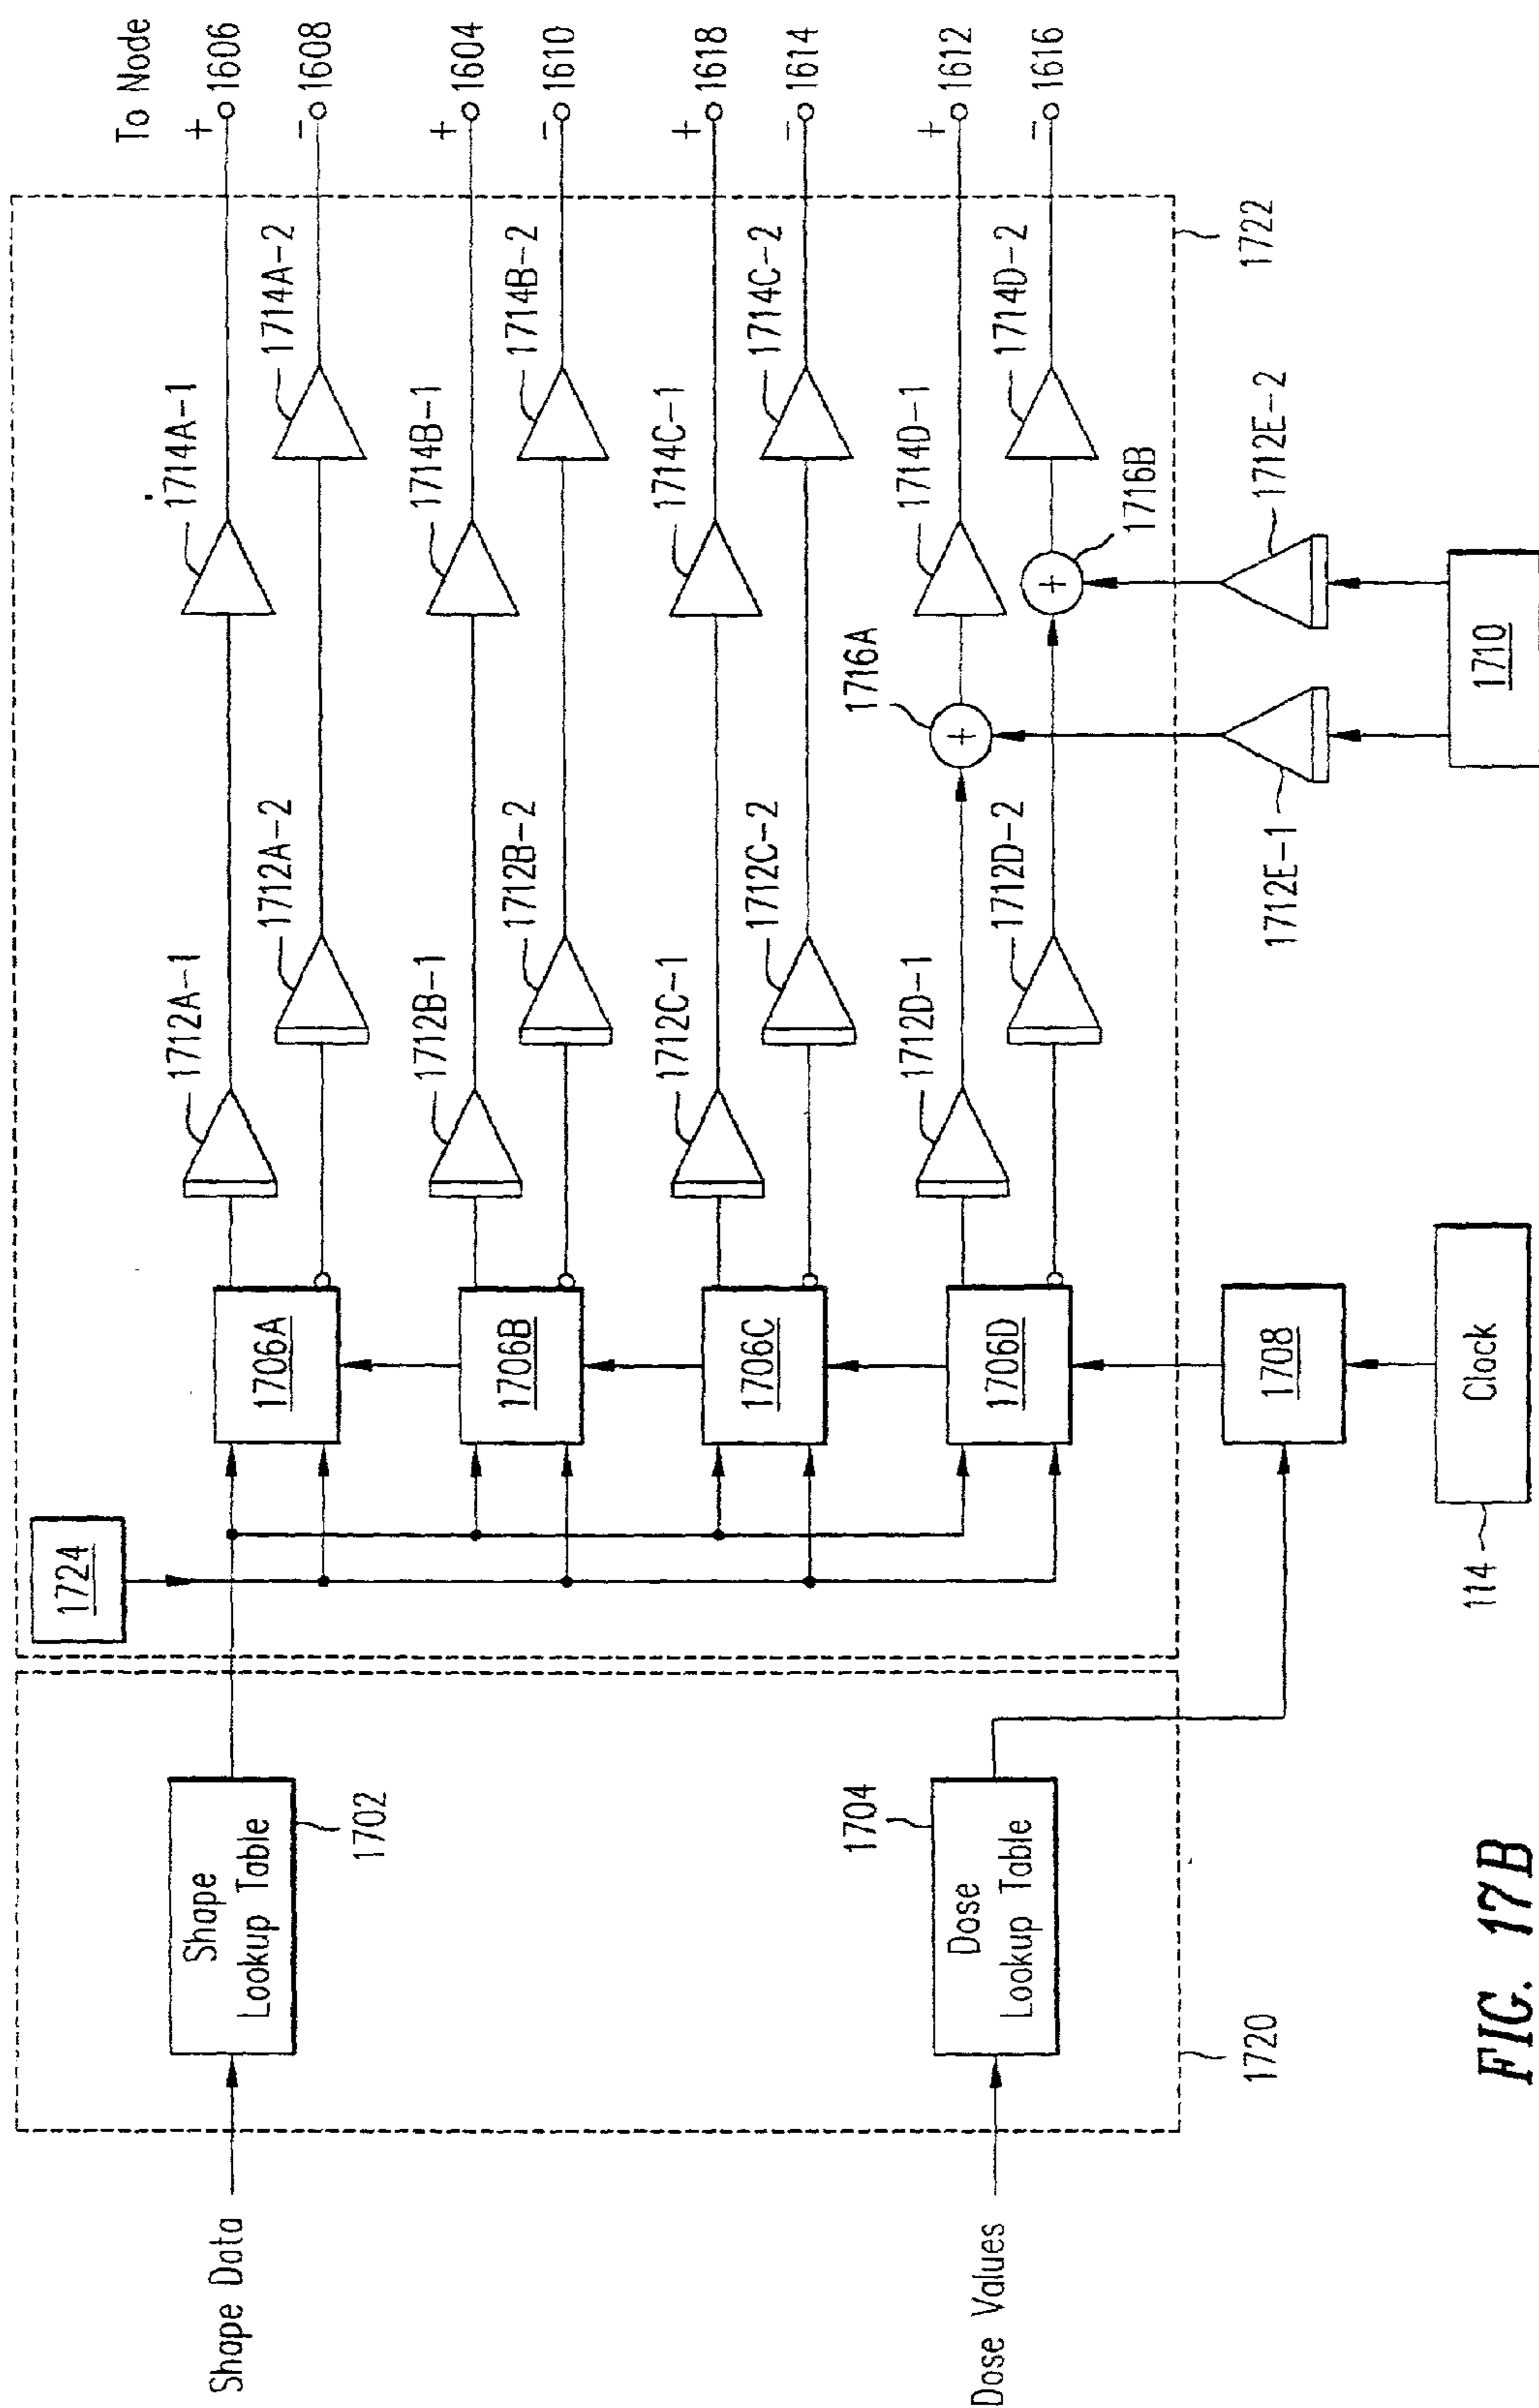 To Node
+ 1606
− 1608
+ 1604
− 1610
+ 1618
− 1614
+ 1612
− 1616
1714A-1
1714A-2
1714B-1
1714B-2
1714C-1
1714C-2
1714D-1
1714D-2
1722
1712A-1
1712A-2
1712B-1
1712B-2
1712C-1
1712C-2
1712D-1
1712D-2
1716A
+
1716B
+
1712E-1
1712E-2
1710
1724
1706A
1706B
1706C
1706D
1708
Clock
114
Shape
Lookup Table
1702
Dose
Lookup Table
1704
1720
Shape Data
Dose Values
FIG. 17B